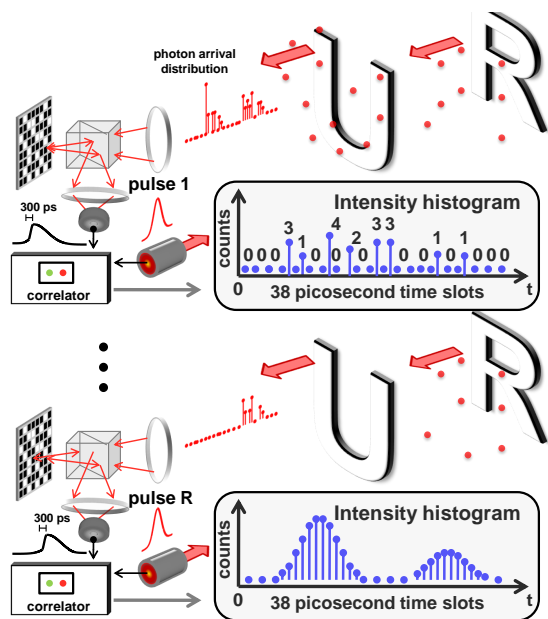 photon arrival
distribution
U
R
pulse 1
300 ps
correlator
Intensity histogram
counts
0 0 0 3 1 0 4 0 2 0 3 3 0 0 0 1 0 1 0 0 0
0
38 picosecond time slots
t
U
R
pulse R
300 ps
correlator
Intensity histogram
counts
0
38 picosecond time slots
t